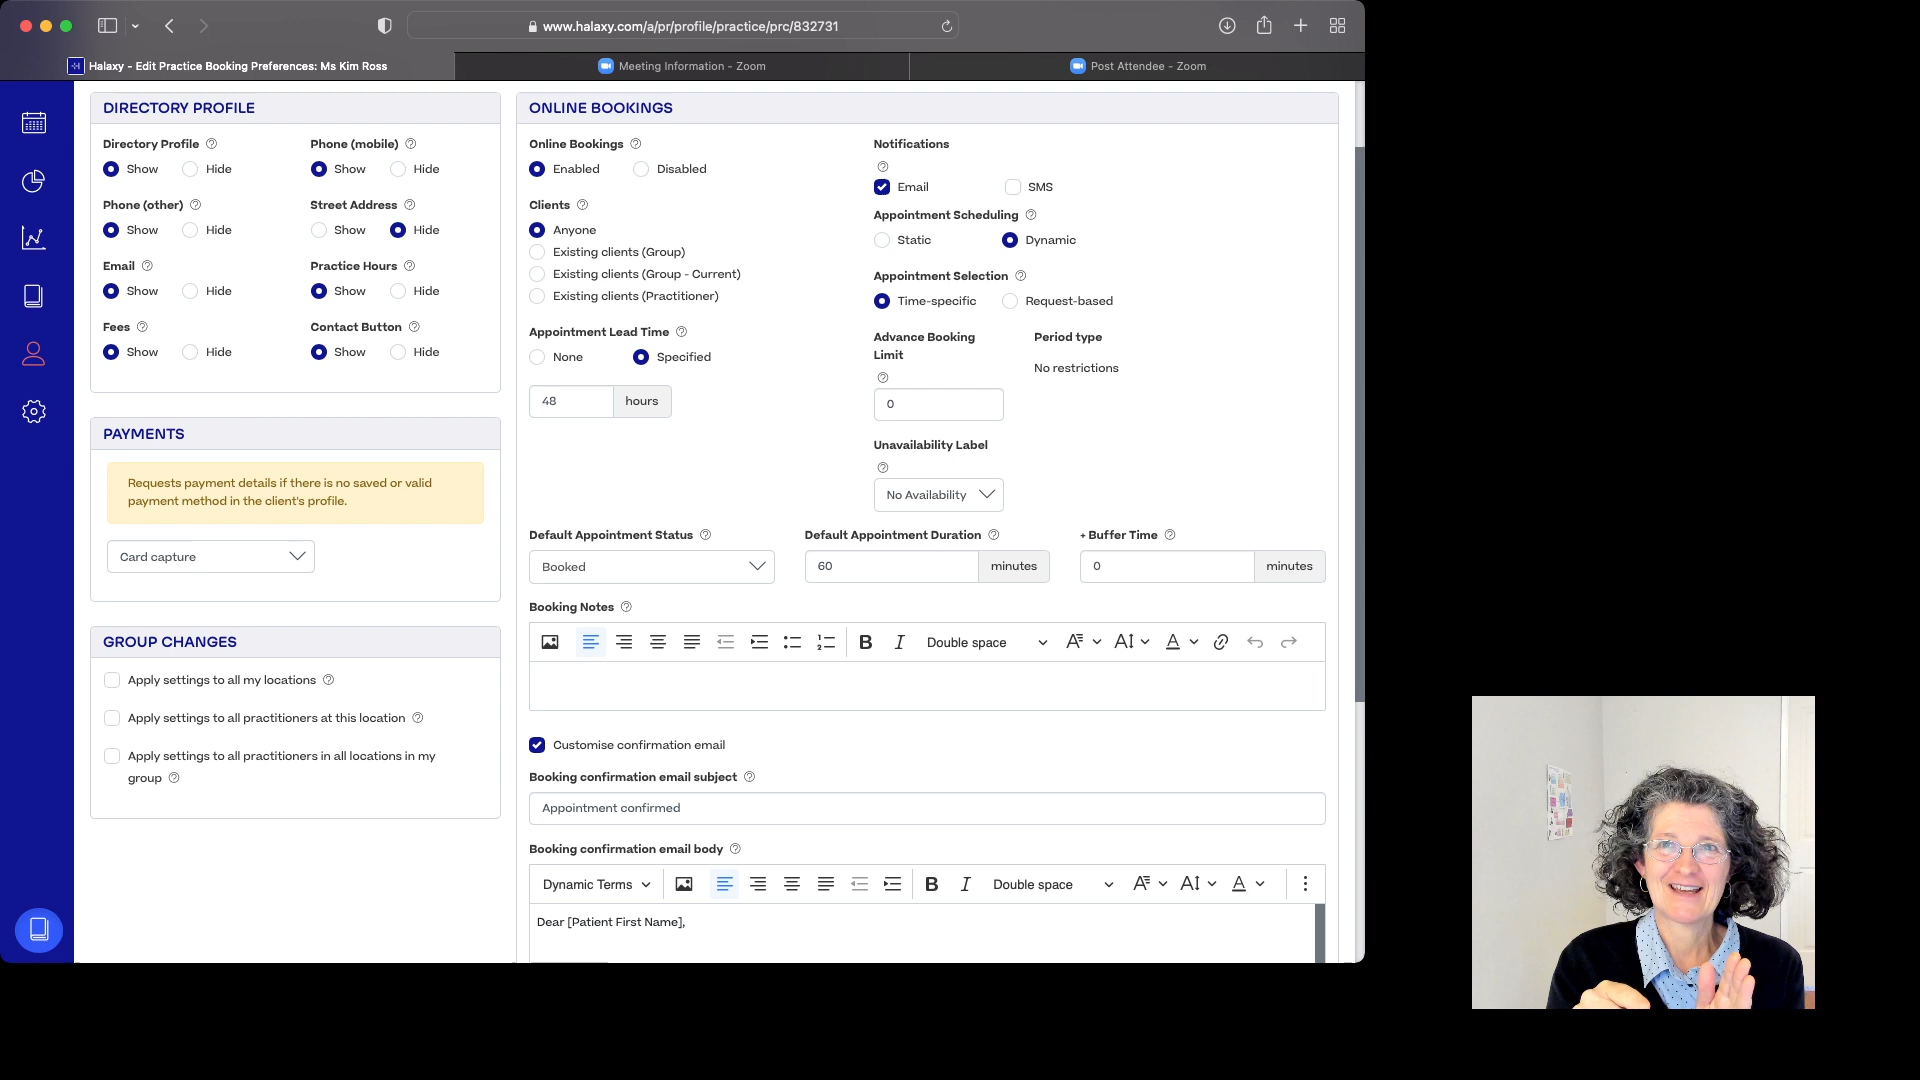 www.halaxy.com/a/pr/profile/practice/prc/832731
Halaxy - Edit Practice Booking Preferences: Ms Kim Ross
Meeting Information - Zoom
Post Attendee - Zoom
DIRECTORY PROFILE
Directory Profile
Show Hide
Phone (mobile)
Show Hide
Phone (other)
Show Hide
Street Address
Show Hide
Email
Show Hide
Practice Hours
Show Hide
Fees
Show Hide
Contact Button
Show Hide
PAYMENTS
Requests payment details if there is no saved or valid
payment method in the client's profile.
Card capture
GROUP CHANGES
Apply settings to all my locations
Apply settings to all practitioners at this location
Apply settings to all practitioners in all locations in my
group
ONLINE BOOKINGS
Online Bookings
Enabled Disabled
Clients
Anyone
Existing clients (Group)
Existing clients (Group - Current)
Existing clients (Practitioner)
Appointment Lead Time
None Specified
48 hours
Notifications
Email SMS
Appointment Scheduling
Static Dynamic
Appointment Selection
Time-specific Request-based
Advance Booking
Limit
0
Period type
No restrictions
Unavailability Label
No Availability
Default Appointment Status
Booked
Default Appointment Duration
60 minutes
+ Buffer Time
0 minutes
Booking Notes
Double space
Customise confirmation email
Booking confirmation email subject
Appointment confirmed
Booking confirmation email body
Dynamic Terms Double space
Dear [Patient First Name],